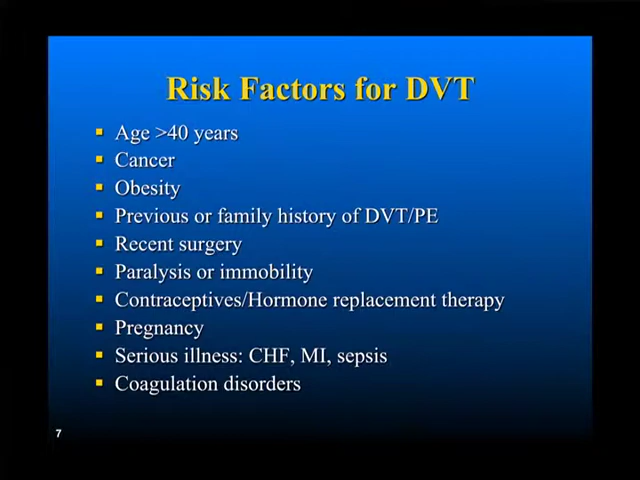 Risk Factors for DVT
Age >40 years
Cancer
Obesity
Previous or family history of DVT/PE
Recent surgery
Paralysis or immobility
Contraceptives/Hormone replacement therapy
Pregnancy
Serious illness: CHF, MI, sepsis
Coagulation disorders
7